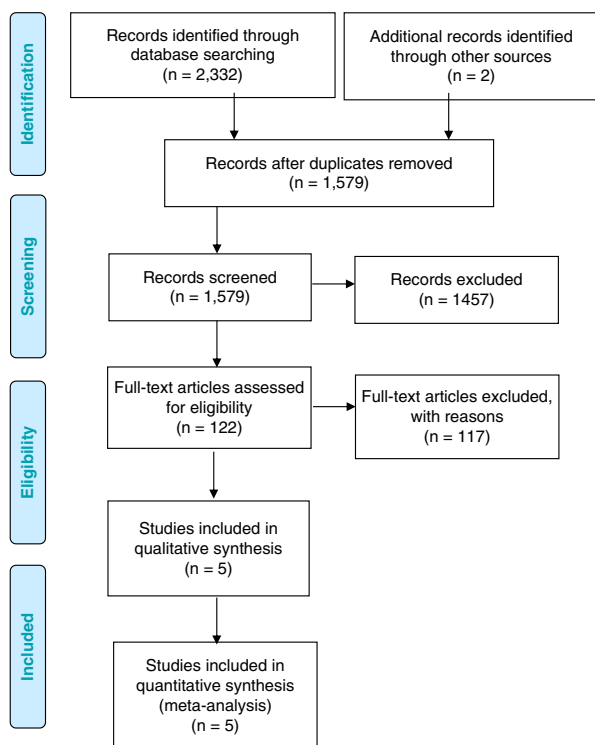 Identification
Records identified through
database searching
(n = 2,332)
Additional records identified
through other sources
(n = 2)
Records after duplicates removed
(n = 1,579)
Screening
Records screened
(n = 1,579)
Records excluded
(n = 1457)
Eligibility
Full-text articles assessed
for eligibility
(n = 122)
Full-text articles excluded,
with reasons
(n = 117)
Studies included in
qualitative synthesis
(n = 5)
Included
Studies included in
quantitative synthesis
(meta-analysis)
(n = 5)